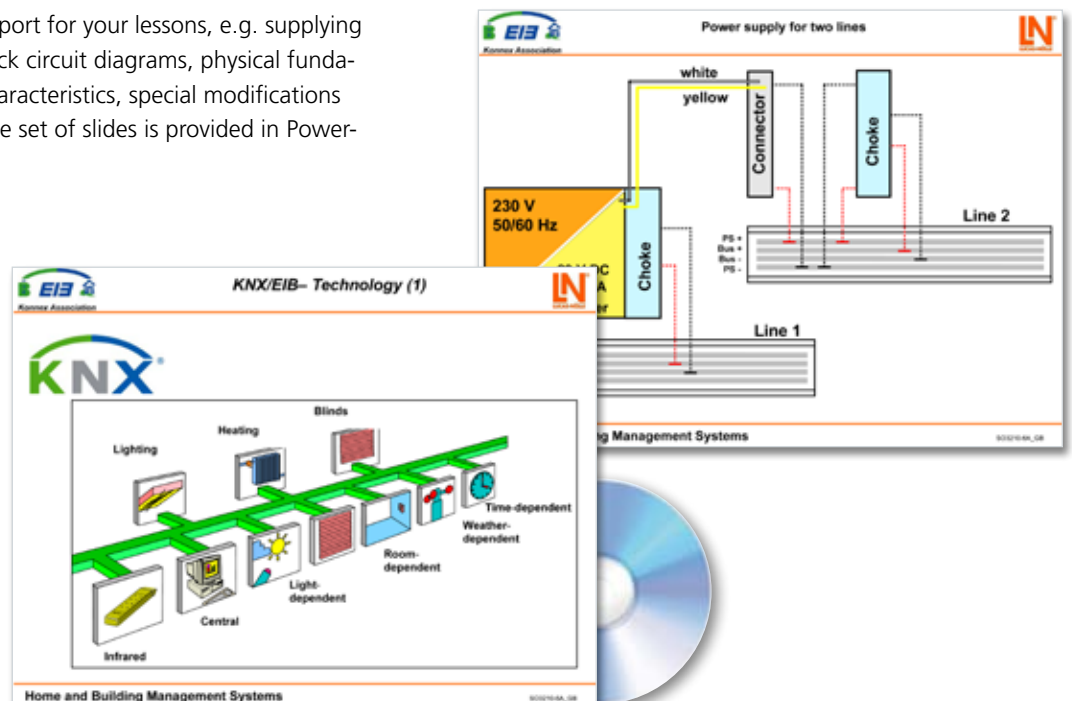 port for your lessons, e.g. supplying
ck circuit diagrams, physical funda-
aracteristics, special modifications
e set of slides is provided in Power-
EIB
Konnex Association
Power supply for two lines
LN
white
yellow
Connector
Choke
230 V
50/60 Hz
DC
A
er
Choke
Line 2
PS +
Bus +
Bus -
PS -
Line 1
g Management Systems
EIB
Konnex Association
KNX/EIB– Technology (1)
LN
KNX
Blinds
Heating
Lighting
Time-dependent
Weather-
dependent
Room-
dependent
Light-
dependent
Central
Infrared
Home and Building Management Systems